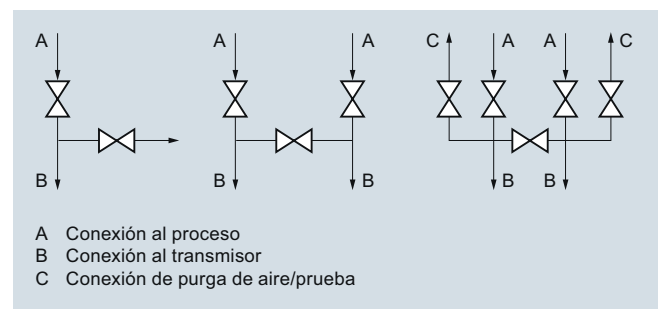 A A A C A A C
B B B B B
A Conexión al proceso
B Conexión al transmisor
C Conexión de purga de aire/prueba